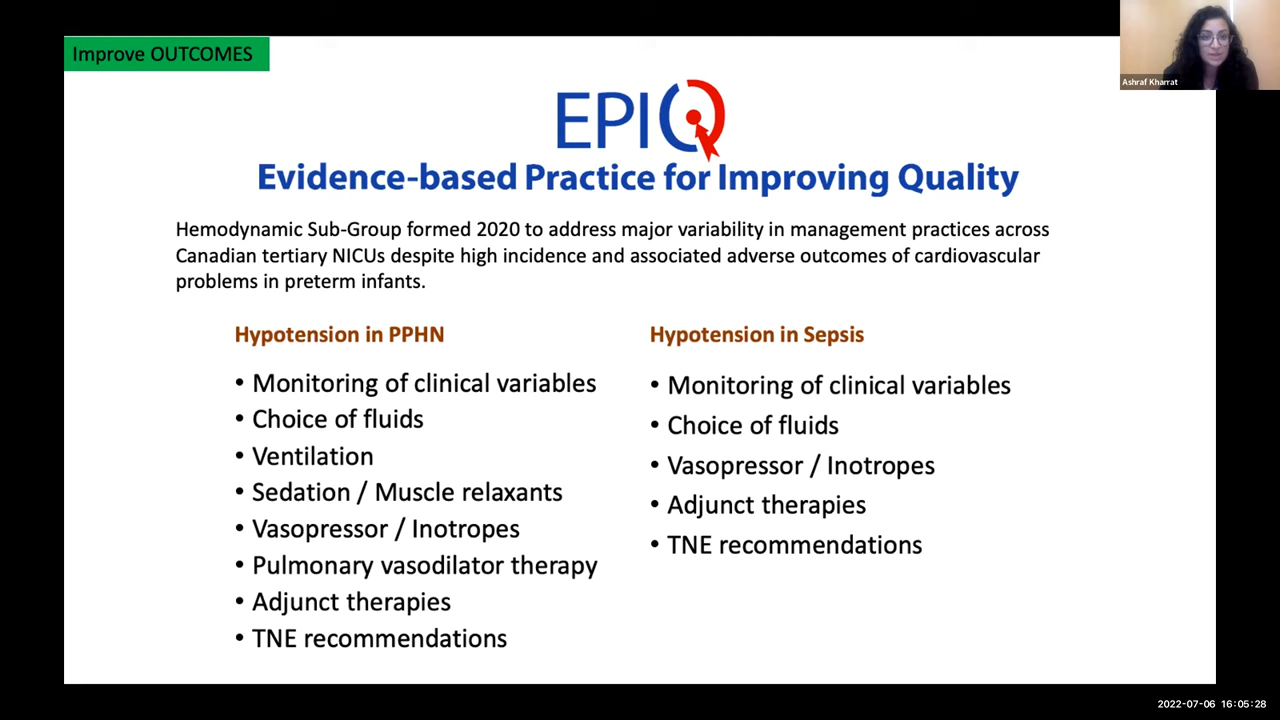 Improve OUTCOMES
Ashraf Kharrat
EPIQ
Evidence-based Practice for Improving Quality
Hemodynamic Sub-Group formed 2020 to address major variability in management practices across
Canadian tertiary NICUs despite high incidence and associated adverse outcomes of cardiovascular
problems in preterm infants.
Hypotension in PPHN
• Monitoring of clinical variables
• Choice of fluids
• Ventilation
• Sedation / Muscle relaxants
• Vasopressor / Inotropes
• Pulmonary vasodilator therapy
• Adjunct therapies
• TNE recommendations
Hypotension in Sepsis
• Monitoring of clinical variables
• Choice of fluids
• Vasopressor / Inotropes
• Adjunct therapies
• TNE recommendations
2022-07-06 16:05:28